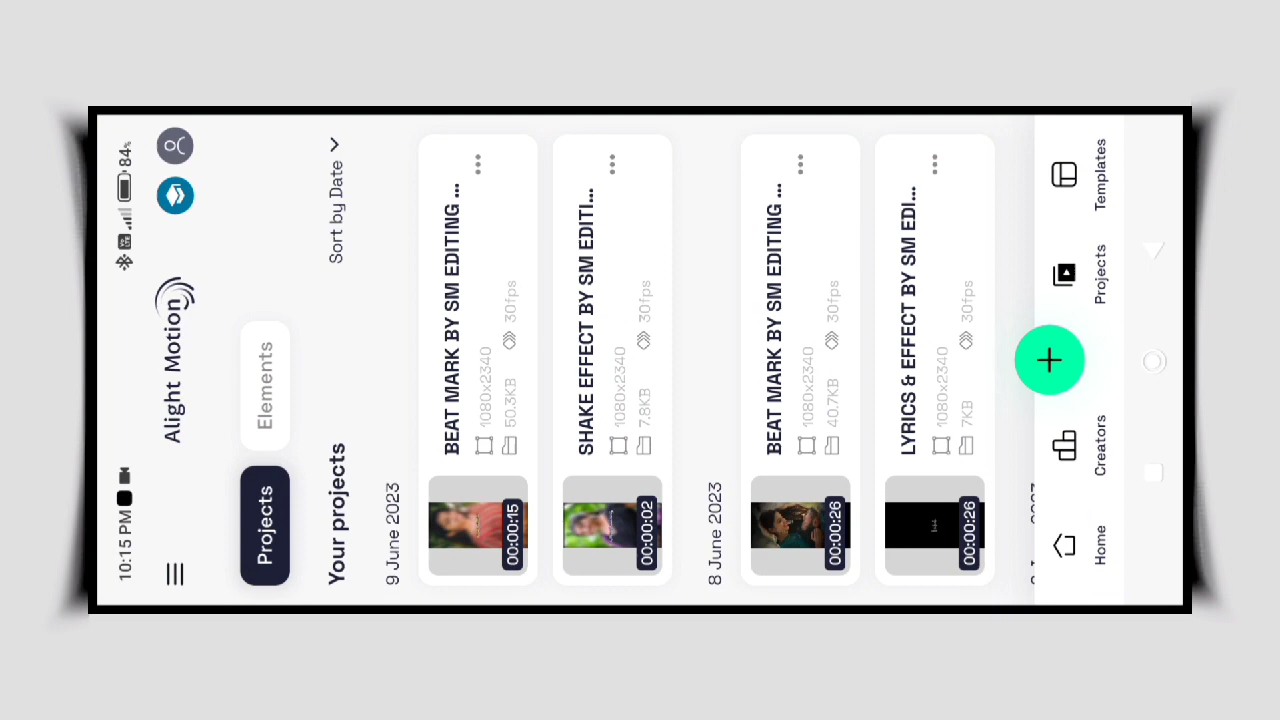 10:15 PM
84%
Alight Motion
Projects
Elements
Your projects
Sort by Date
9 June 2023
BEAT MARK BY SM EDITING ...
1080x2340
50.3KB 30fps
00:00:15
SHAKE EFFECT BY SM EDITI...
1080x2340
7.8KB 30fps
00:00:02
8 June 2023
BEAT MARK BY SM EDITING ...
1080x2340
40.7KB 30fps
00:00:26
LYRICS & EFFECT BY SM EDI...
1080x2340
7KB 30fps
00:00:26
Home
Creators
+
Projects
Templates